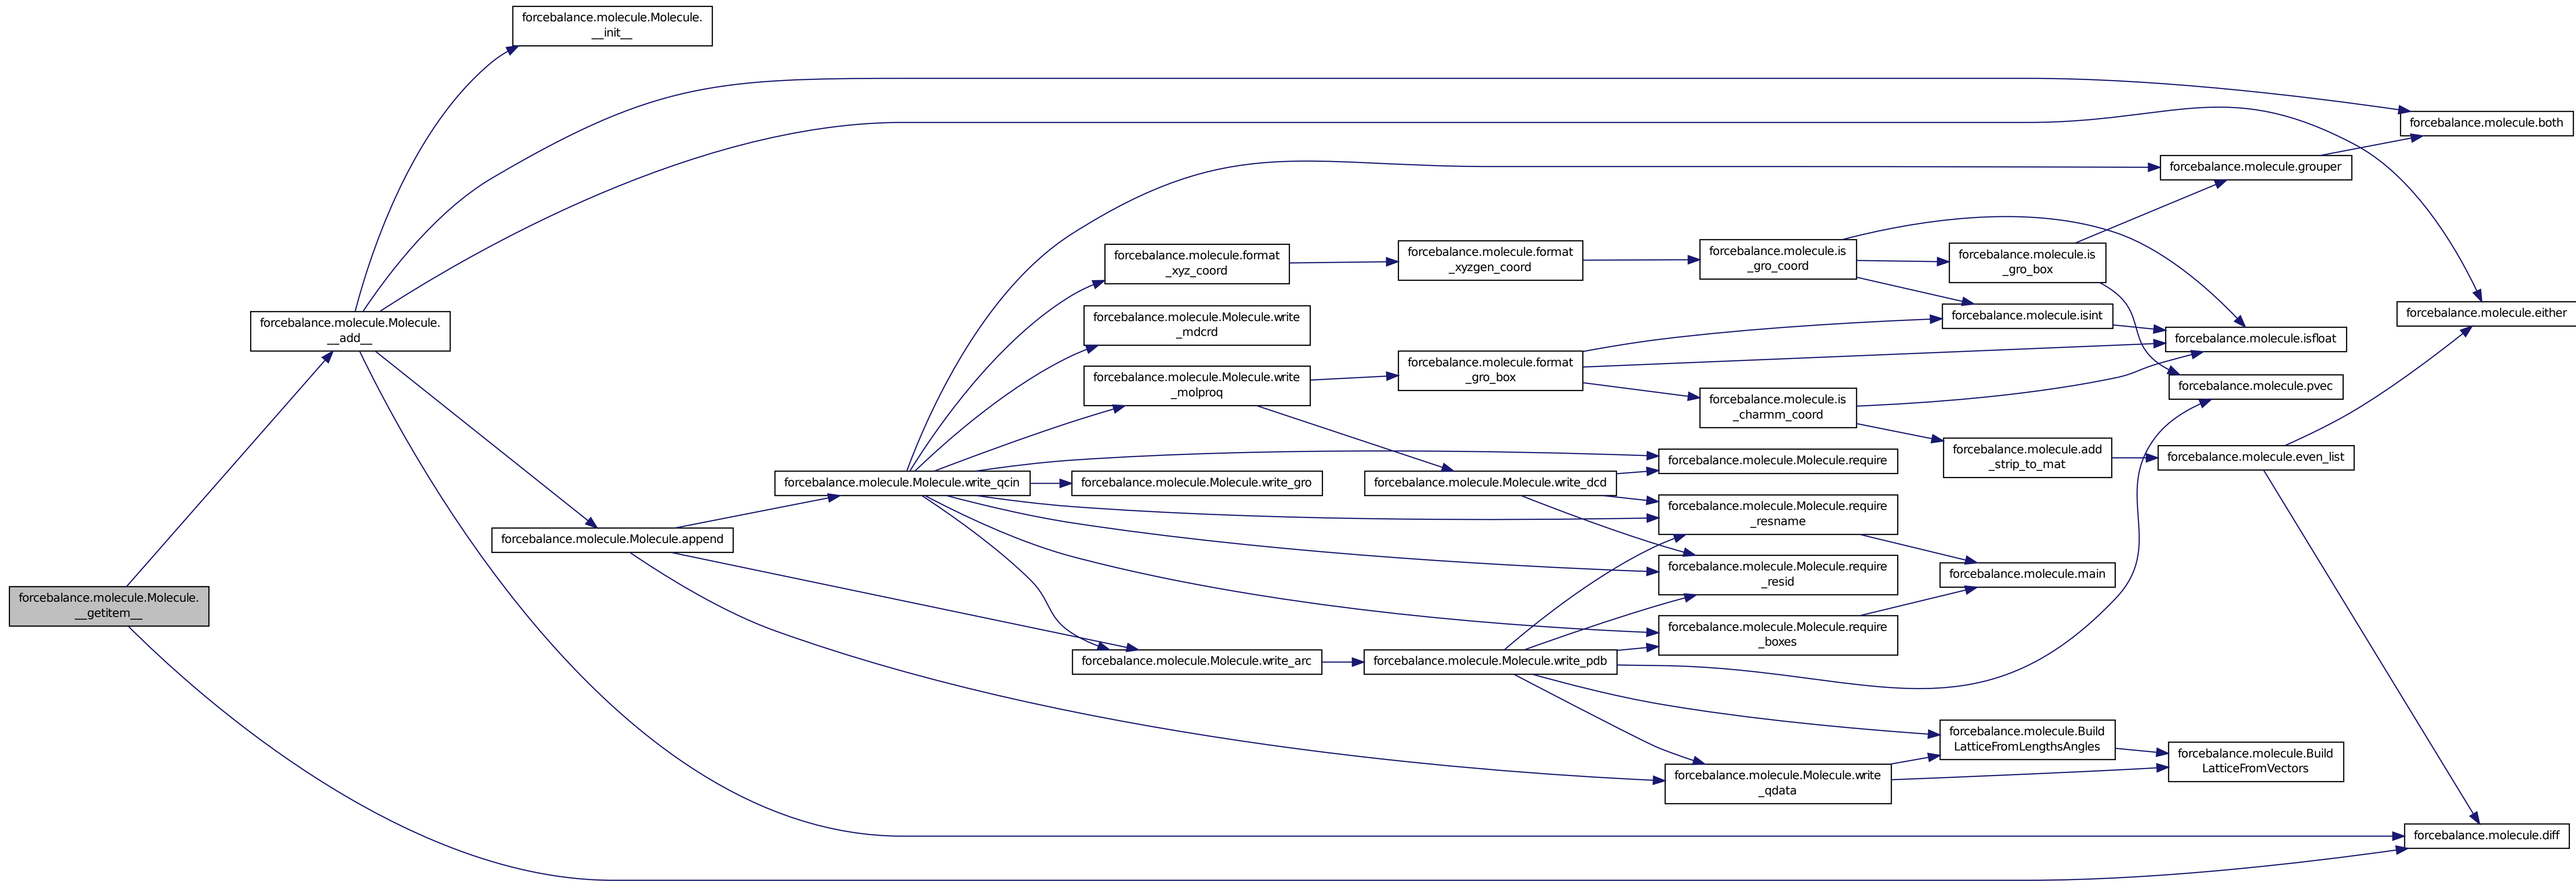 forcebalance.molecule.Molecule.
__getitem__
forcebalance.molecule.Molecule.
__add__
forcebalance.molecule.Molecule.
__init__
forcebalance.molecule.Molecule.append
forcebalance.molecule.Molecule.write_qcin
forcebalance.molecule.format
_xyz_coord
forcebalance.molecule.Molecule.write
_mdcrd
forcebalance.molecule.Molecule.write
_molproq
forcebalance.molecule.Molecule.write_gro
forcebalance.molecule.Molecule.write_arc
forcebalance.molecule.format
_xyzgen_coord
forcebalance.molecule.format
_gro_box
forcebalance.molecule.Molecule.write_dcd
forcebalance.molecule.Molecule.write_pdb
forcebalance.molecule.is
_gro_coord
forcebalance.molecule.is
_charmm_coord
forcebalance.molecule.Molecule.require
forcebalance.molecule.Molecule.require
_resname
forcebalance.molecule.Molecule.require
_resid
forcebalance.molecule.Molecule.require
_boxes
forcebalance.molecule.Molecule.write
_qdata
forcebalance.molecule.is
_gro_box
forcebalance.molecule.isint
forcebalance.molecule.add
_strip_to_mat
forcebalance.molecule.main
forcebalance.molecule.Build
LatticeFromLengthsAngles
forcebalance.molecule.grouper
forcebalance.molecule.isfloat
forcebalance.molecule.pvec
forcebalance.molecule.even_list
forcebalance.molecule.Build
LatticeFromVectors
forcebalance.molecule.both
forcebalance.molecule.either
forcebalance.molecule.diff